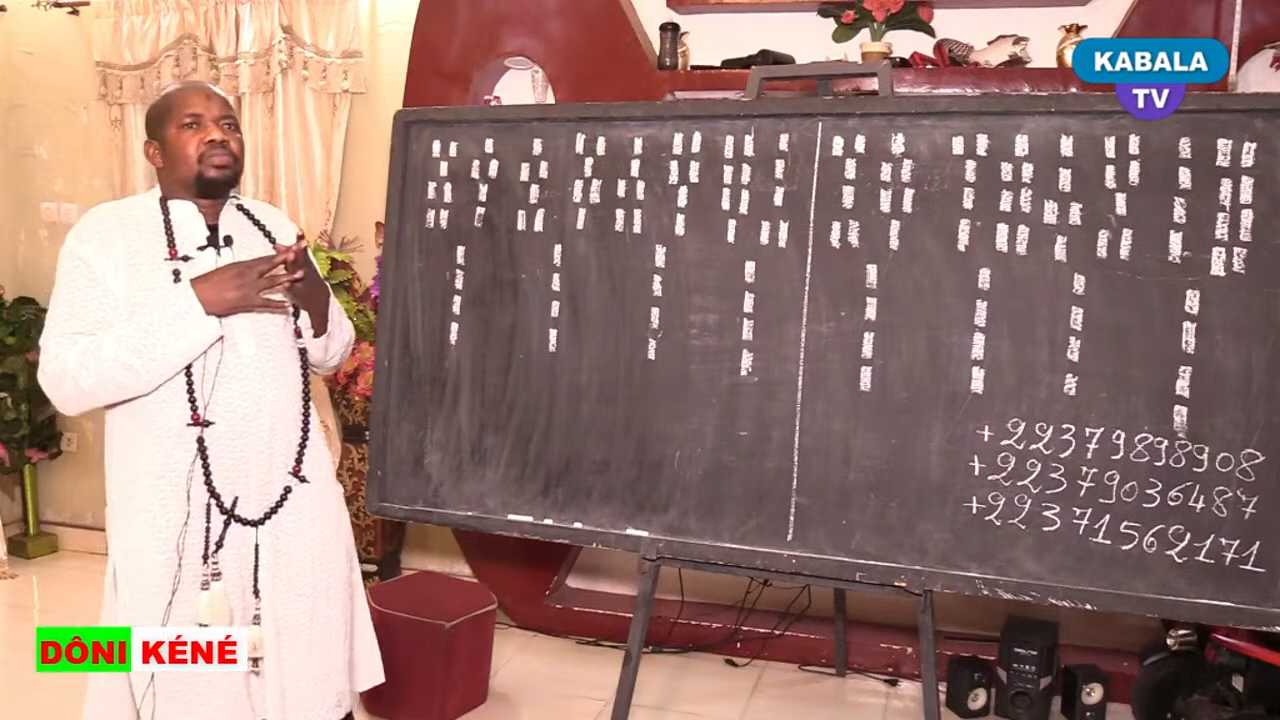 KABALA
TV
+22379898908
+22379036487
+22371562171
DÔNI KÉNÉ